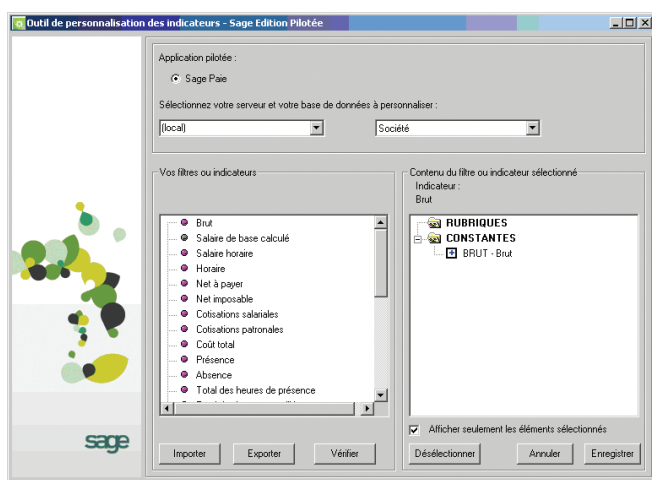 Outil de personnalisation des indicateurs - Sage Edition Pilotée
Application pilotée :
Sage Paie
Sélectionnez votre serveur et votre base de données à personnaliser :
(local)
Société
Vos filtres ou indicateurs
Brut
Salaire de base calculé
Salaire horaire
Horaire
Net à payer
Net imposable
Cotisations salariales
Cotisations patronales
Coût total
Présence
Absence
Total des heures de présence
Contenu du filtre ou indicateur sélectionné
Indicateur :
Brut
RUBRIQUES
CONSTANTES
BRUT - Brut
Afficher seulement les éléments sélectionnés
sage
Importer
Exporter
Vérifier
Désélectionner
Annuler
Enregistrer